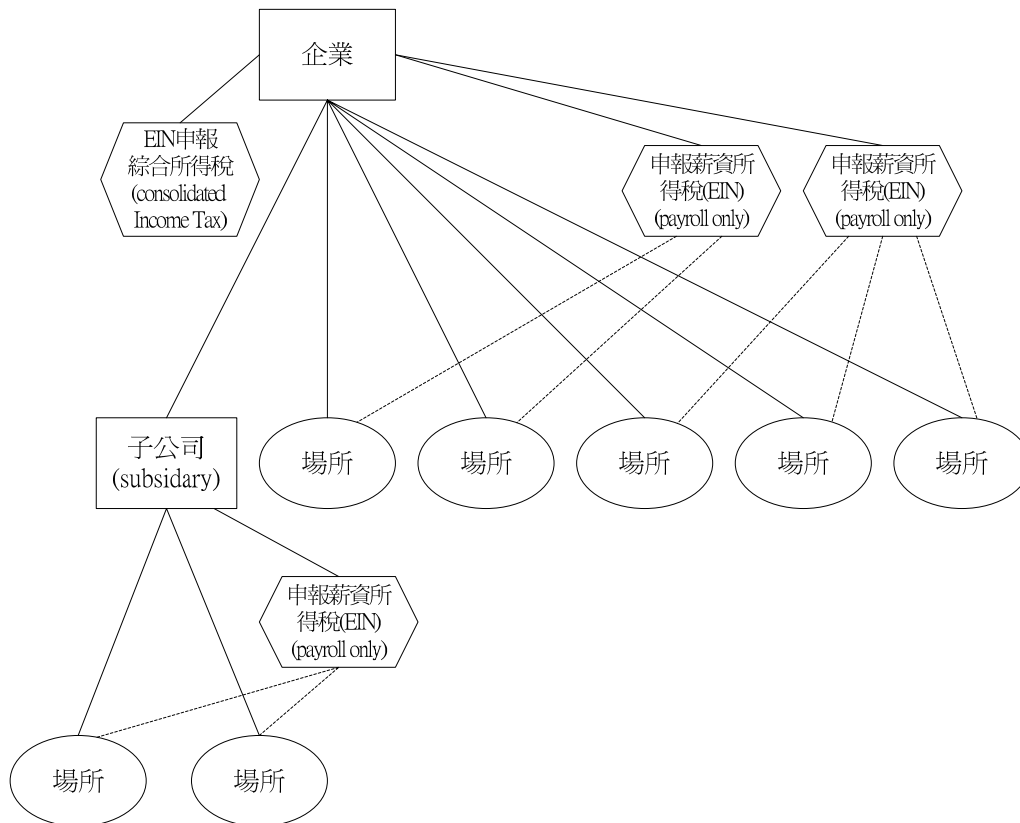 企業
EIN申報
綜合所得稅
(consolidated
Income Tax)
申報薪資所
得稅(EIN)
(payroll only)
申報薪資所
得稅(EIN)
(payroll only)
子公司
(subsidary)
場所
場所
場所
場所
場所
申報薪資所
得稅(EIN)
(payroll only)
場所
場所